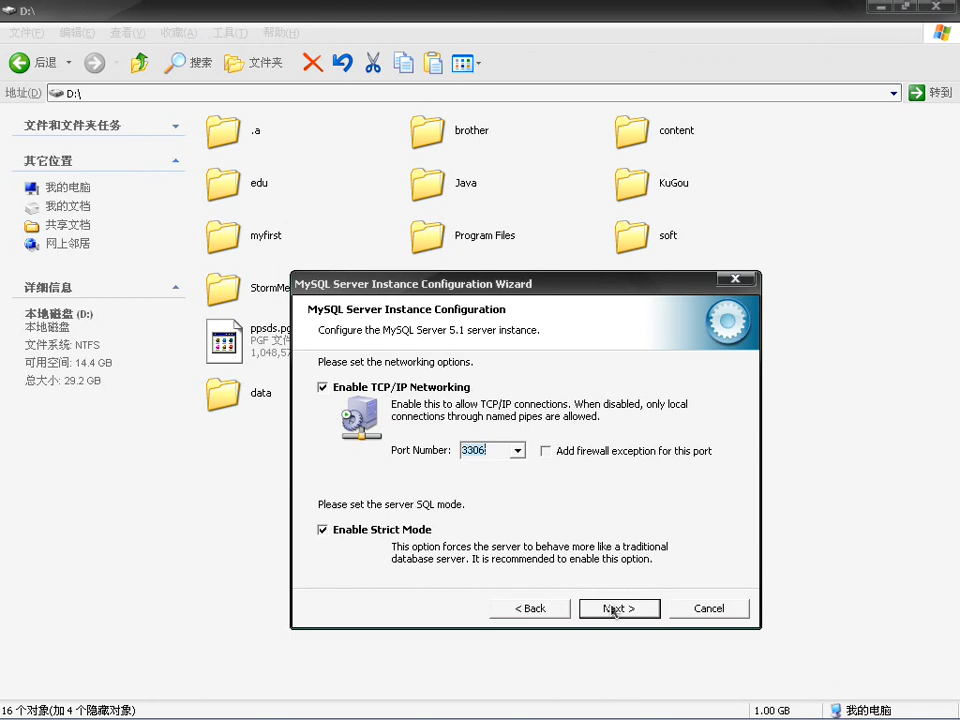 D:\
文件(F) 编辑(E) 查看(V) 收藏(A) 工具(T) 帮助(H)
后退 搜索 文件夹
地址(D) D:\ 转到
文件和文件夹任务
其它位置
我的电脑
我的文档
共享文档
网上邻居
详细信息
本地磁盘 (D:)
本地磁盘
文件系统: NTFS
可用空间: 14.4 GB
总大小: 29.2 GB
.a brother content
edu Java KuGou
myfirst Program Files soft
StormMe
ppsds.pg
PGF 文件
1,048,57
data
MySQL Server Instance Configuration Wizard
MySQL Server Instance Configuration
Configure the MySQL Server 5.1 server instance.
Please set the networking options.
Enable TCP/IP Networking
Enable this to allow TCP/IP connections. When disabled, only local
connections through named pipes are allowed.
Port Number: 3306 Add firewall exception for this port
Please set the server SQL mode.
Enable Strict Mode
This option forces the server to behave more like a traditional
database server. It is recommended to enable this option.
< Back Next > Cancel
16 个对象(加 4 个隐藏对象) 1.00 GB 我的电脑